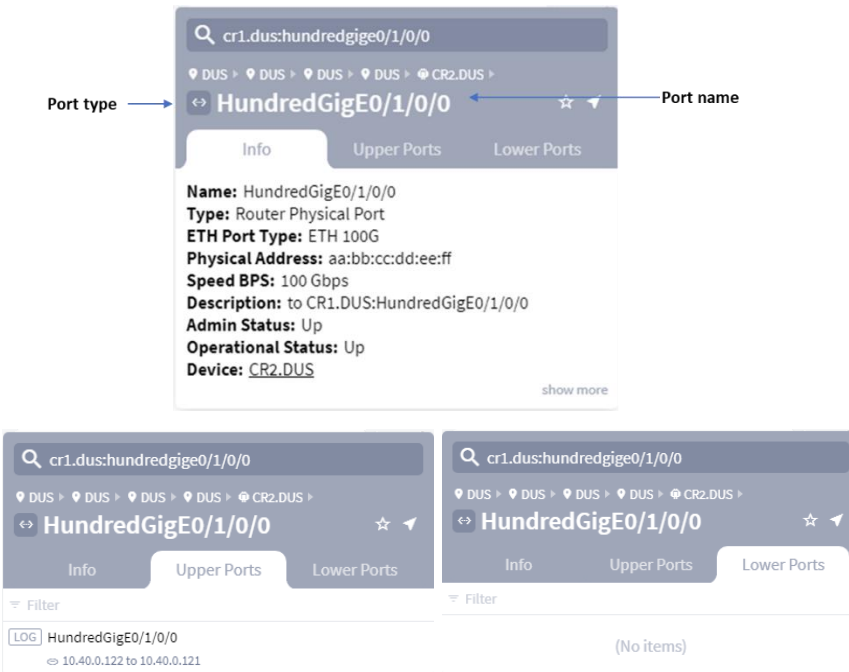 cr1.dus:hundredgige0/1/0/0
DUS DUS DUS DUS CR2.DUS
Port type
HundredGigE0/1/0/0
Port name
Info Upper Ports Lower Ports
Name: HundredGigE0/1/0/0
Type: Router Physical Port
ETH Port Type: ETH 100G
Physical Address: aa:bb:cc:dd:ee:ff
Speed BPS: 100 Gbps
Description: to CR1.DUS:HundredGigE0/1/0/0
Admin Status: Up
Operational Status: Up
Device: CR2.DUS
show more
cr1.dus:hundredgige0/1/0/0
DUS DUS DUS DUS CR2.DUS
HundredGigE0/1/0/0
Info Upper Ports Lower Ports
Filter
LOG HundredGigE0/1/0/0
10.40.0.122 to 10.40.0.121
cr1.dus:hundredgige0/1/0/0
DUS DUS DUS DUS CR2.DUS
HundredGigE0/1/0/0
Info Upper Ports Lower Ports
Filter
(No items)